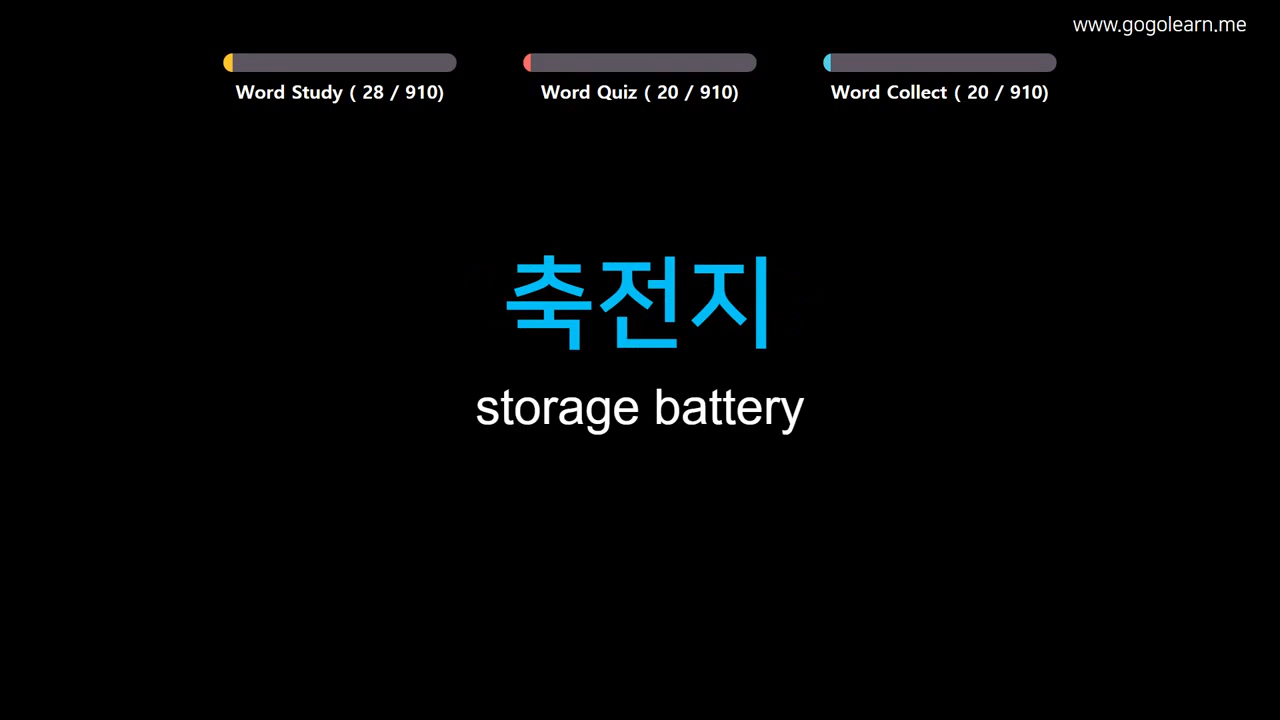 www.gogolearn.me
Word Study ( 28 / 910)
Word Quiz ( 20 / 910)
Word Collect ( 20 / 910)
축전지
storage battery